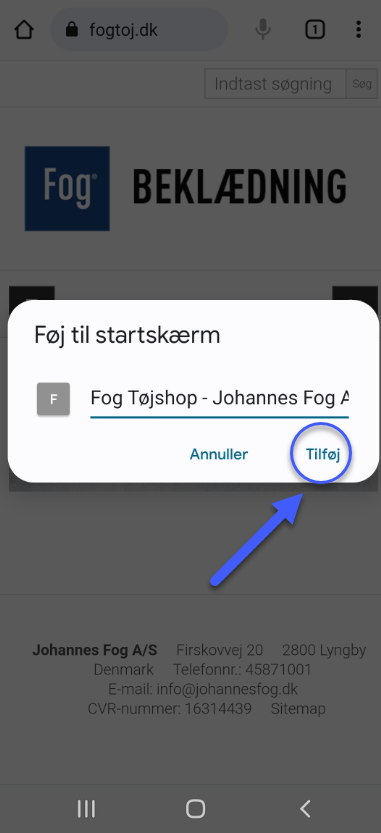 fogtoj.dk 1
Indtast søgning Søg
Fog® BEKLÆDNING
Føj til startskærm
F Fog Tøjshop - Johannes Fog A
Annuller Tilføj
Johannes Fog A/S Firskovvej 20 2800 Lyngby
Denmark Telefonnr.: 45871001
E-mail: info@johannesfog.dk
CVR-nummer: 16314439 Sitemap